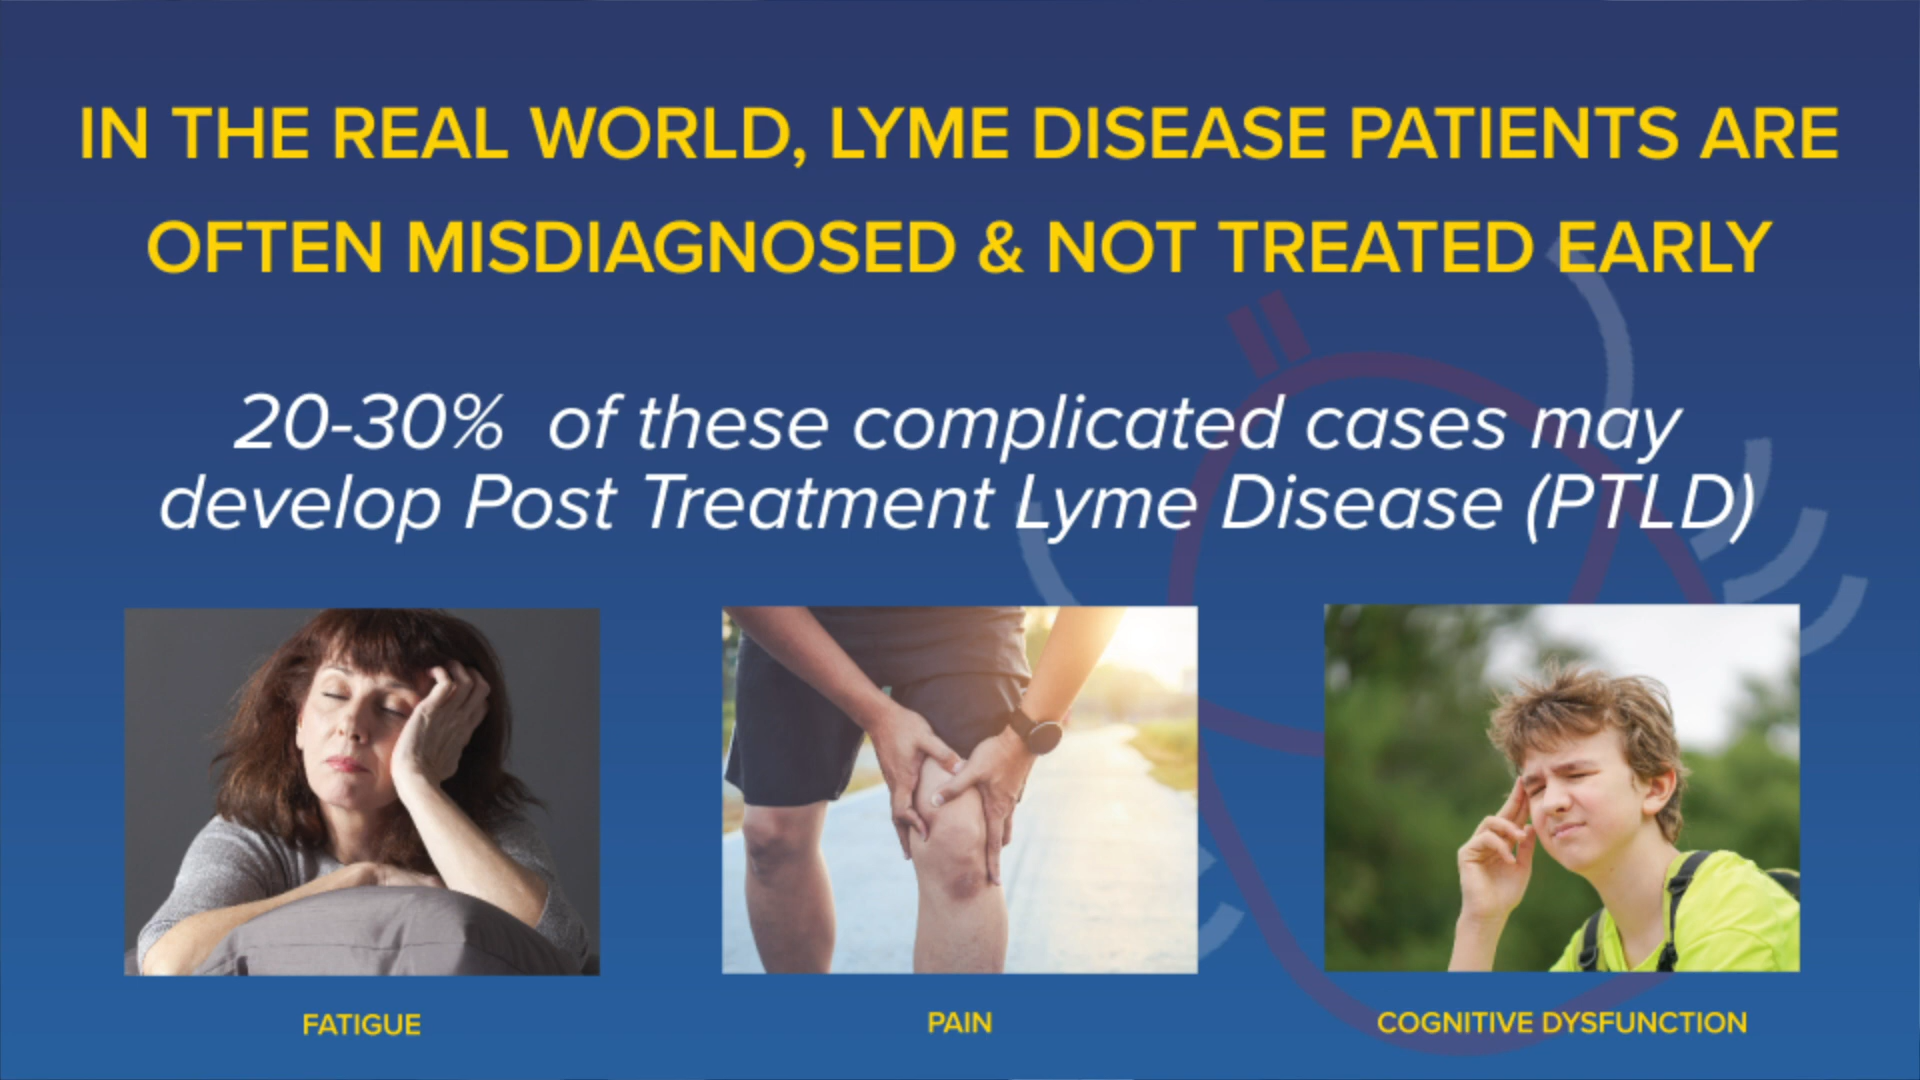 IN THE REAL WORLD, LYME DISEASE PATIENTS ARE
OFTEN MISDIAGNOSED & NOT TREATED EARLY
20-30% of these complicated cases may
develop Post Treatment Lyme Disease (PTLD)
FATIGUE
PAIN
COGNITIVE DYSFUNCTION